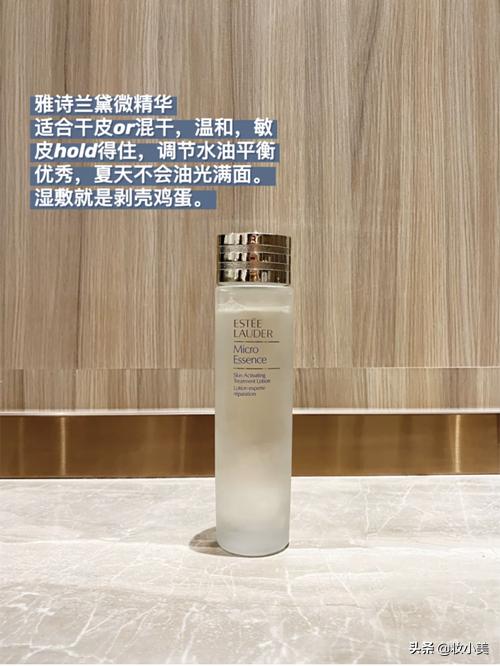 雅诗兰黛微精华
适合干皮or混干，温和，敏
皮hold得住，调节水油平衡
优秀，夏天不会油光满面。
湿敷就是剥壳鸡蛋。
ESTĒE
LAUDER
Micro
Essence
Skin Activating
Treatment Lotion
Lotion-experte
réparation
头条 @妆小美